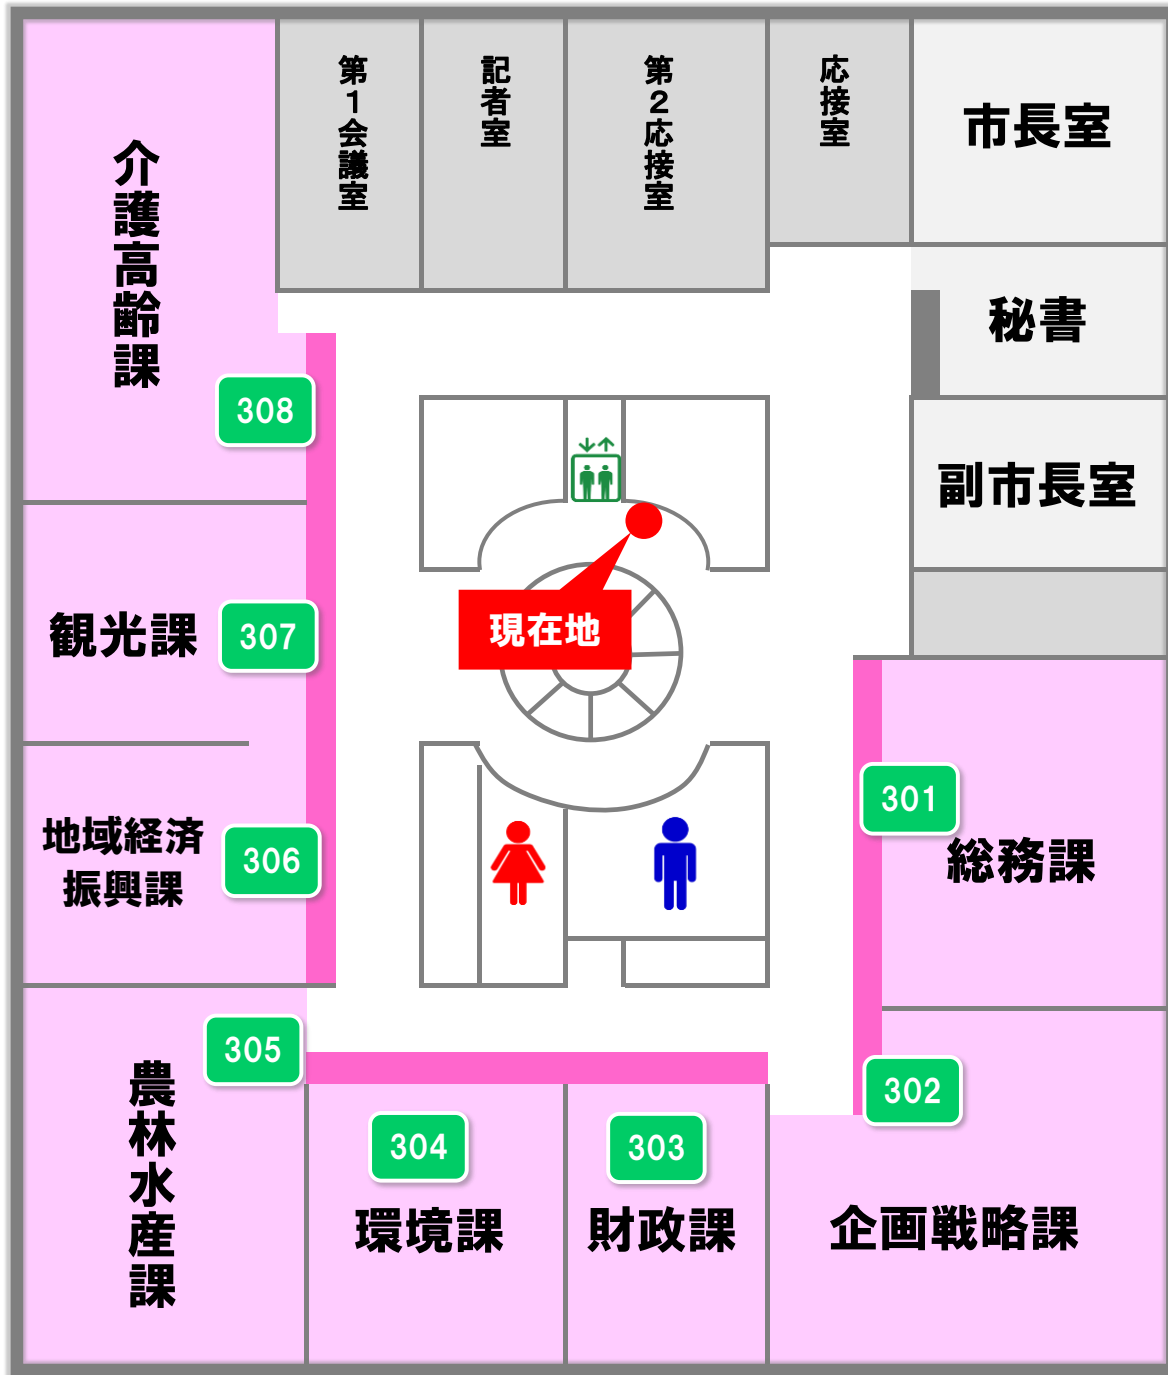 介護高齢課
第1会議室
記者室
第2応接室
応接室
市長室
秘書
副市長室
308
観光課
307
現在地
地域経済
振興課
306
301
総務課
305
農林水産課
304
環境課
303
財政課
302
企画戦略課